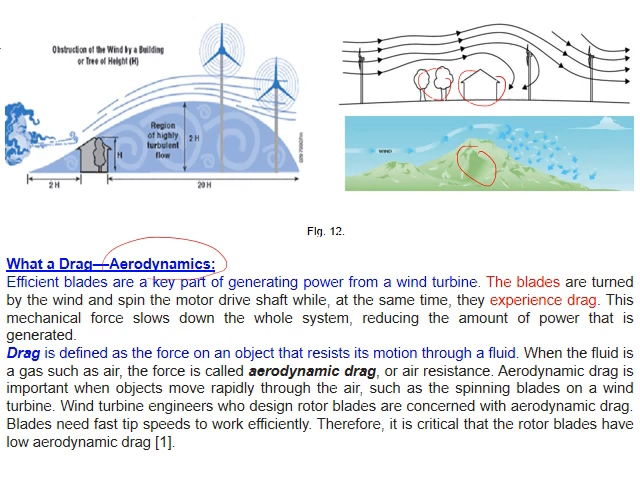 Obstruction of the Wind by a Building
or Tree of Height (H)
Region
of highly
turbulent
flow
2 H
H
2 H
20 H
WIND
Fig. 12.
What a Drag—Aerodynamics:
Efficient blades are a key part of generating power from a wind turbine. The blades are turned
by the wind and spin the motor drive shaft while, at the same time, they experience drag. This
mechanical force slows down the whole system, reducing the amount of power that is
generated.
Drag is defined as the force on an object that resists its motion through a fluid. When the fluid is
a gas such as air, the force is called aerodynamic drag, or air resistance. Aerodynamic drag is
important when objects move rapidly through the air, such as the spinning blades on a wind
turbine. Wind turbine engineers who design rotor blades are concerned with aerodynamic drag.
Blades need fast tip speeds to work efficiently. Therefore, it is critical that the rotor blades have
low aerodynamic drag [1].